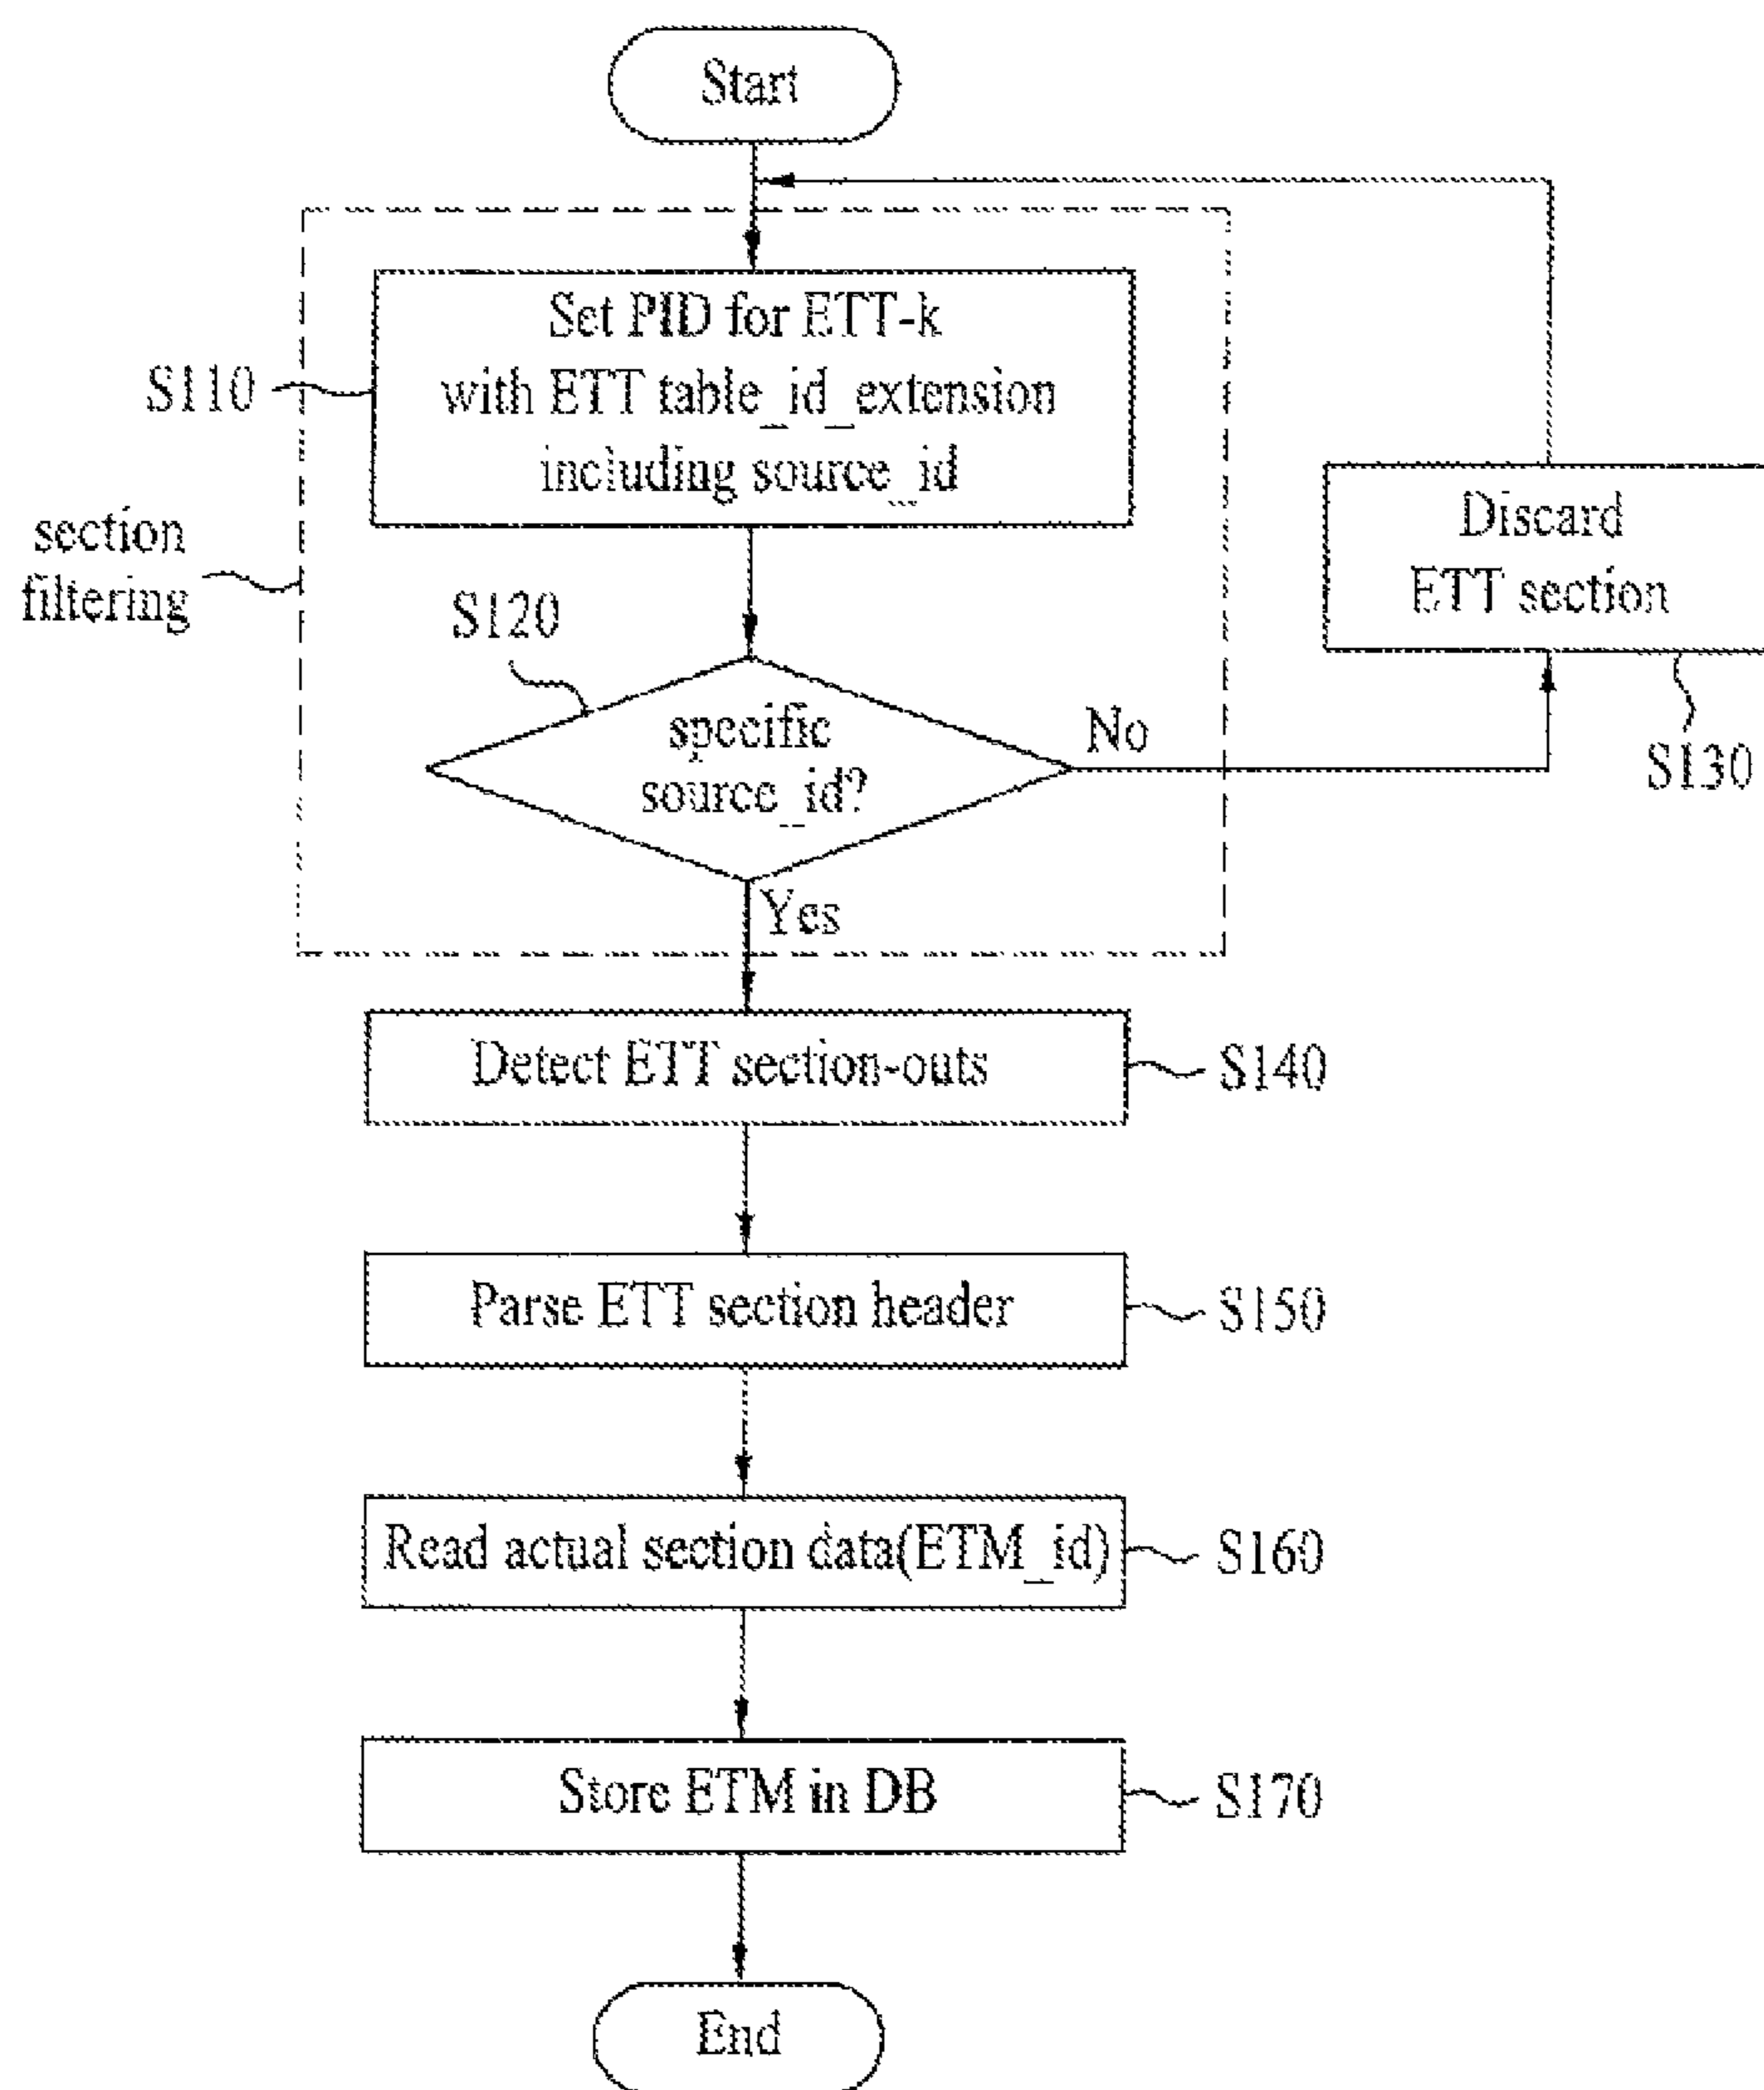 Start
Set PID for ETT-k
with ETT table_id_extension
including source_id
S110
section
filtering
Discard
ETT section
S130
S120
specific
source_id?
No
Yes
Detect ETT section-outs
S140
Parse ETT section header
S150
Read actual section data(ETM_id)
S160
Store ETM in DB
S170
End